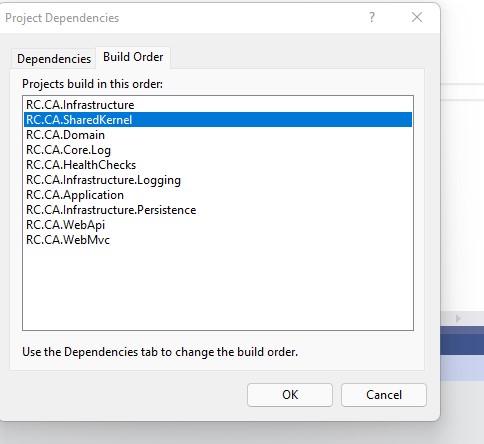 Project Dependencies
?
Dependencies
Build Order
Projects build in this order:
RC.CA.Infrastructure
RC.CA.SharedKernel
RC.CA.Domain
RC.CA.Core.Log
RC.CA.HealthChecks
RC.CA.Infrastructure.Logging
RC.CA.Application
RC.CA.Infrastructure.Persistence
RC.CA.WebApi
RC.CA.WebMvc
Use the Dependencies tab to change the build order.
OK
Cancel